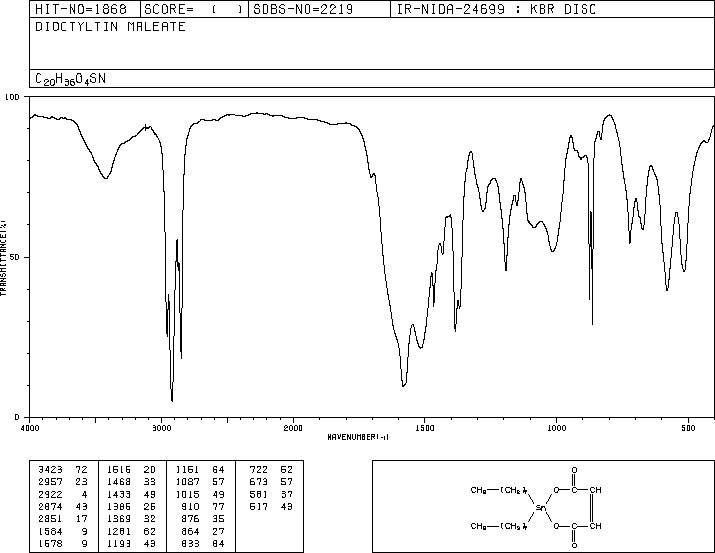 HIT-NO=1868 SCORE= ( ) SDBS-NO=2219 IR-NIDA-24699 : KBR DISC
DIOCTYLTIN MALEATE
C20H36O4SN
100
50
0
TRANSMITTANCE(%)
4000 3000 2000 1500 1000 500
WAVENUMBER(-1)
3423 72 1516 20 1151 64 722 52
2957 23 1468 33 1087 57 673 57
2922 4 1433 49 1015 49 581 37
2874 43 1386 26 910 77 517 43
2851 17 1369 32 876 35
1584 9 1281 62 864 27
1578 9 1193 43 833 84
O
CH3-(CH2)7 O-C-CH
Sn
CH3-(CH2)7 O-C-CH
O